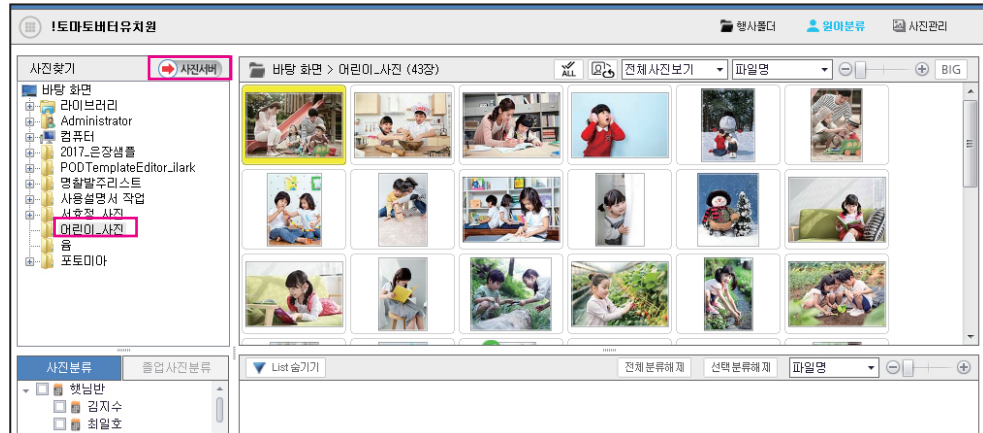 !토마토버터유치원
행사폴더
원아분류
사진관리
사진찾기
사진서버
바탕 화면 > 어린이_사진 (43장)
ALL
전체사진보기
파일명
BIG
바탕 화면
라이브러리
Administrator
컴퓨터
2017_은장샘플
PODTemplateEditor_ilark
명찰발주리스트
사용설명서 작업
서호정_사진
어린이_사진
윰
포토미아
사진분류
졸업사진분류
List 숨기기
전체분류해제
선택분류해제
파일명
햇님반
김지수
최일호